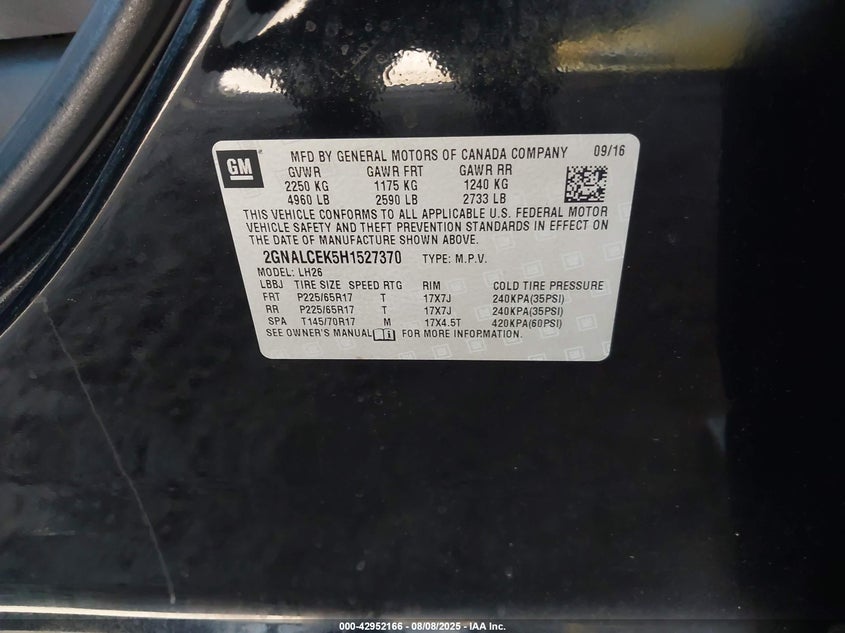 GM MFD BY GENERAL MOTORS OF CANADA COMPANY 09/16
GVWR GAWR FRT GAWR RR
2250 KG 1175 KG 1240 KG
4960 LB 2590 LB 2733 LB
THIS VEHICLE CONFORMS TO ALL APPLICABLE U.S. FEDERAL MOTOR
VEHICLE SAFETY AND THEFT PREVENTION STANDARDS IN EFFECT ON
THE DATE OF MANUFACTURE SHOWN ABOVE.
2GNALCEK5H1527370 TYPE: M.P.V.
MODEL: LH26
LBBJ TIRE SIZE SPEED RTG RIM COLD TIRE PRESSURE
FRT P225/65R17 T 17X7J 240KPA(35PSI)
RR P225/65R17 T 17X7J 240KPA(35PSI)
SPA T145/70R17 M 17X4.5T 420KPA(60PSI)
SEE OWNER'S MANUAL FOR MORE INFORMATION.
000-42952166 - 08/08/2025 - IAA Inc.